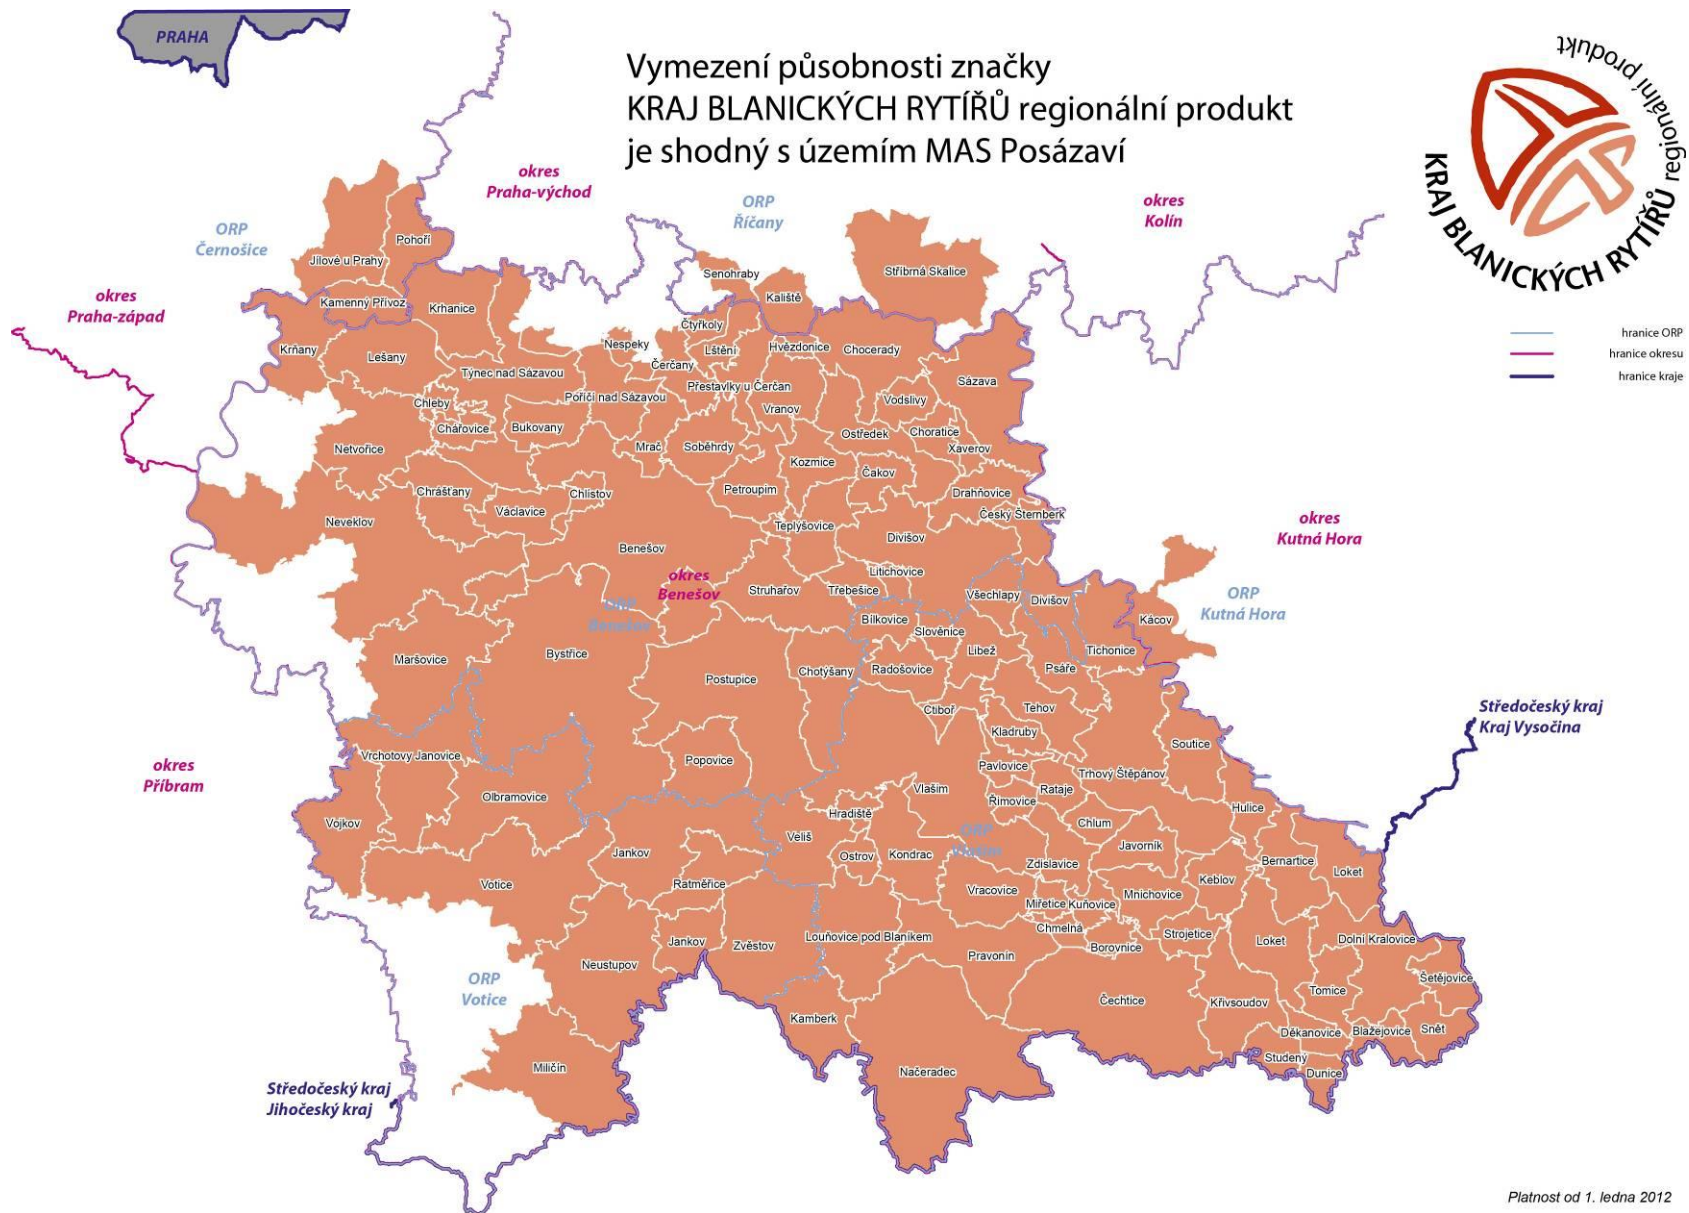 PRAHA
Vymezení působnosti značky
KRAJ BLANICKÝCH RYTÍŘŮ regionální produkt
je shodný s územím MAS Posázaví
KRAJ BLANICKÝCH RYTÍŘŮ regionální produkt
okres
Praha-východ
ORP
Říčany
okres
Kolín
ORP
Černošice
okres
Praha-západ
hranice ORP
hranice okresu
hranice kraje
Pohoří
Jílové u Prahy
Senohraby
Stříbrná Skalice
Kaliště
Kamenný Přívoz
Krhanice
Čtyřkoly
Nespeky
Lštění
Hvězdonice
Chocerady
Krňany
Lešany
Čerčany
Týnec nad Sázavou
Přestavlky u Čerčan
Sázava
Poříčí nad Sázavou
Vodslivy
Chleby
Vranov
Chářovice
Bukovany
Ostředek
Choratice
Netvořice
Mrač
Soběhrdy
Xaverov
Kozmice
Čakov
Chrášťany
Chlístov
Petroupim
Drahňovice
Václavice
Český Šternberk
Neveklov
Teplýšovice
Divišov
okres
Kutná Hora
Benešov
Litichovice
okres
Benešov
Struhařov
Třebešice
Všechlapy
Divišov
ORP
Kutná Hora
ORP
Benešov
Bílkovice
Kácov
Slověnice
Tichonice
Bystřice
Libež
Maršovice
Chotýšany
Radošovice
Psáře
Postupice
Ctiboř
Tehov
Středočeský kraj
Kraj Vysočina
Kladruby
Soutice
Vrchotovy Janovice
Popovice
Pavlovice
Trhový Štěpánov
okres
Příbram
Vlašim
Rataje
Olbramovice
Římovice
Hulice
Hradiště
Vojkov
Chlum
Veliš
ORP
Vlašim
Javorník
Jankov
Ostrov
Kondrac
Zdislavice
Bernartice
Loket
Votice
Ratměřice
Vracovice
Keblov
Mnichovice
Miřetice
Kuňovice
Chmelná
Strojetice
Louňovice pod Blaníkem
Loket
Dolní Kralovice
Jankov
Zvěstov
Borovnice
Pravonín
Neustupov
Šetějovice
ORP
Votice
Čechtice
Křivsoudov
Tomice
Kamberk
Děkanovice
Blažejovice
Snět
Studený
Miličín
Načeradec
Dunice
Středočeský kraj
Jihočeský kraj
Platnost od 1. ledna 2012